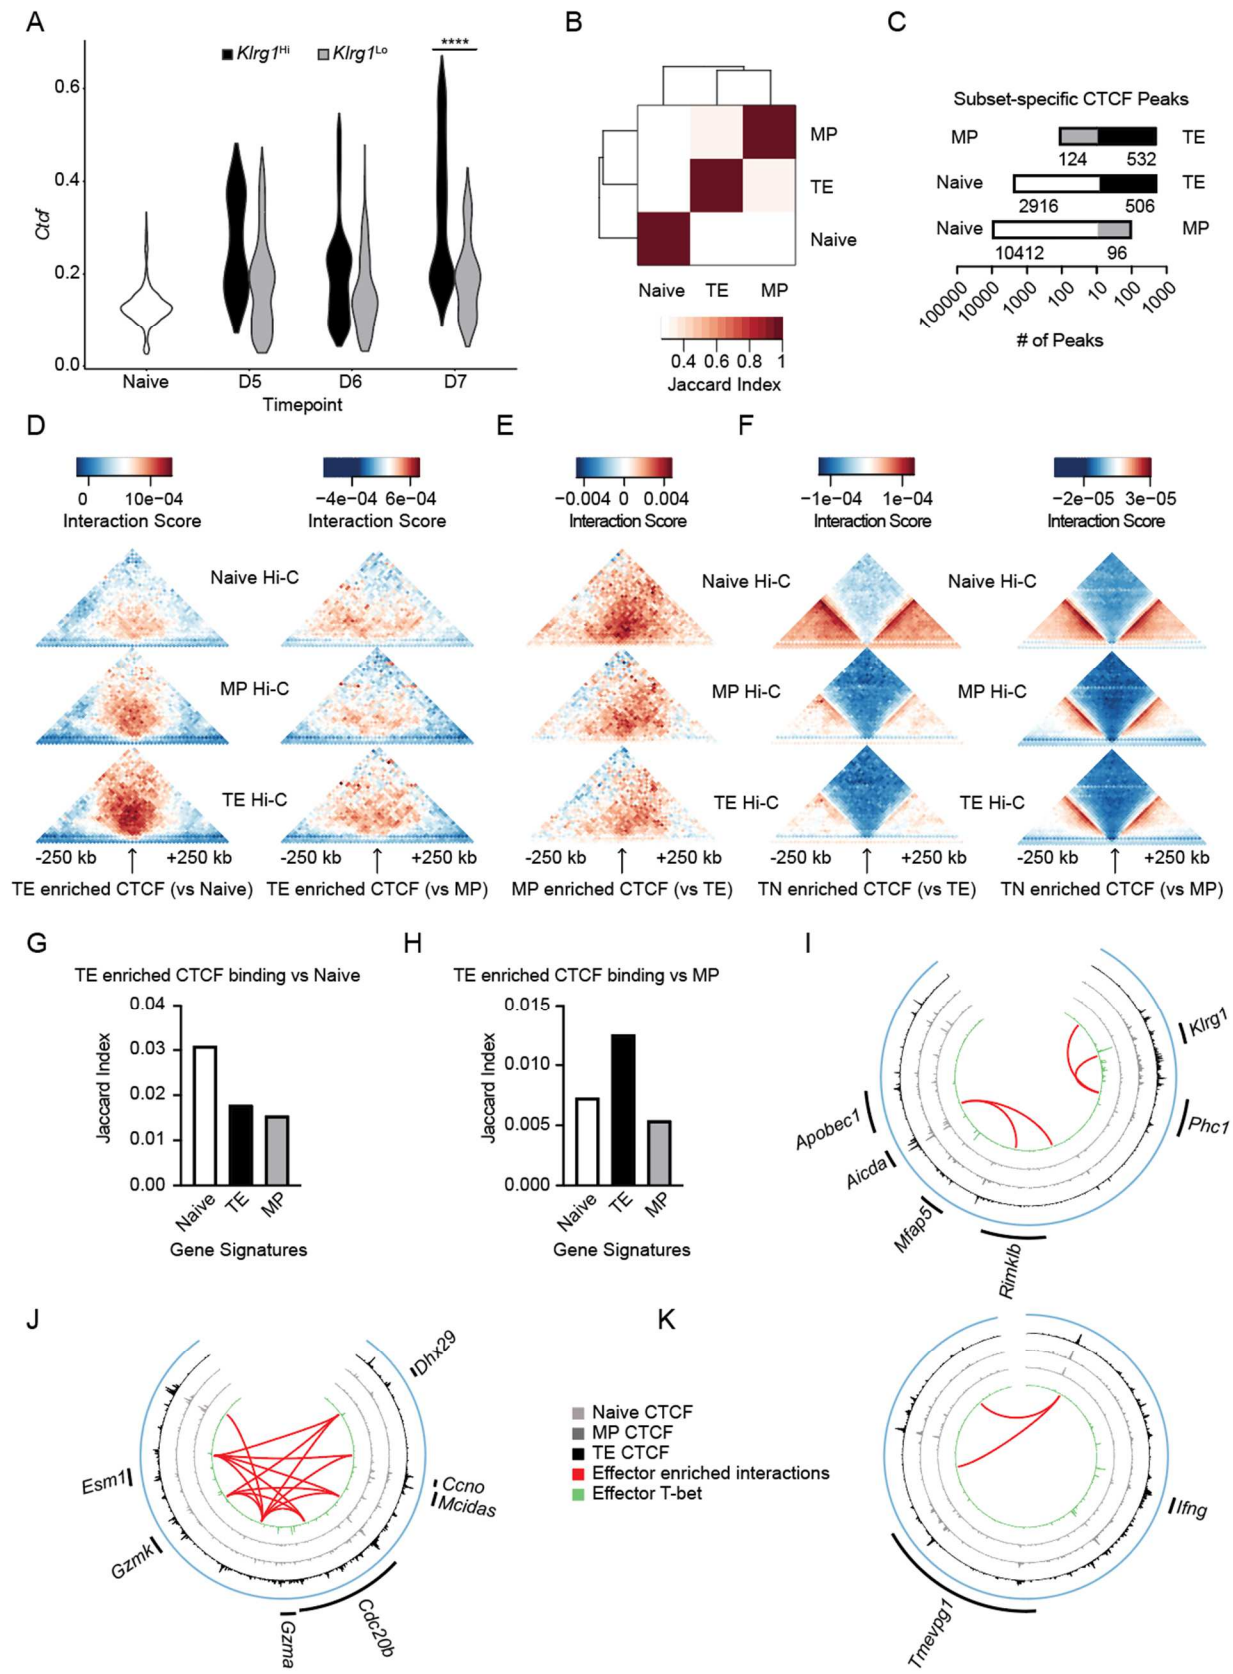 A
Klrg1Hi Klrg1Lo
****
0.6
0.4
0.2
0.0
Ctcf
Naive D5 D6 D7
Timepoint
B
MP
TE
Naive
Naive TE MP
0.4 0.6 0.8 1
Jaccard Index
C
Subset-specific CTCF Peaks
MP TE
124 532
Naive TE
2916 506
Naive MP
10412 96
100000 10000 1000 100 10 100 1000
# of Peaks
D
0 10e−04
Interaction Score
−4e−04 6e−04
Interaction Score
Naive Hi-C
MP Hi-C
TE Hi-C
-250 kb +250 kb
TE enriched CTCF (vs Naive)
-250 kb +250 kb
TE enriched CTCF (vs MP)
E
−0.004 0 0.004
Interaction Score
Naive Hi-C
MP Hi-C
TE Hi-C
-250 kb +250 kb
MP enriched CTCF (vs TE)
F
−1e−04 1e−04
Interaction Score
−2e−05 3e−05
Interaction Score
Naive Hi-C
MP Hi-C
TE Hi-C
-250 kb +250 kb
TN enriched CTCF (vs TE)
-250 kb +250 kb
TN enriched CTCF (vs MP)
G
TE enriched CTCF binding vs Naive
0.04
0.03
0.02
0.01
0.00
Jaccard Index
Naive TE MP
Gene Signatures
H
TE enriched CTCF binding vs MP
0.015
0.010
0.005
0.000
Jaccard Index
Naive TE MP
Gene Signatures
I
Klrg1
Phc1
Apobec1
Aicda
Mfap5
Rimklb
J
Dhx29
Ccno
Mcidas
Esm1
Gzmk
Gzma
Cdc20b
Naive CTCF
MP CTCF
TE CTCF
Effector enriched interactions
Effector T-bet
K
Ifng
Tmevpg1